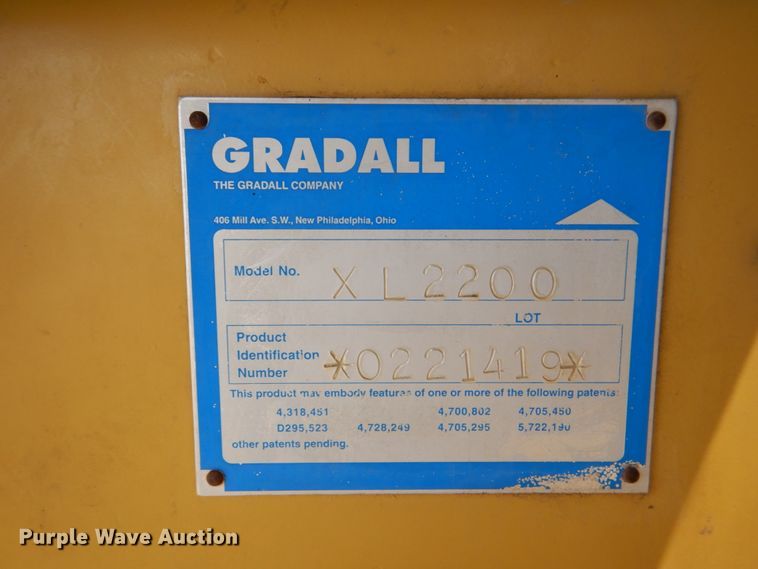 GRADALL
THE GRADALL COMPANY
406 Mill Ave. S.W., New Philadelphia, Ohio
Model No. XL2200
LOT
Product
Identification
Number *0221419*
This product may embody features of one or more of the following patents:
4,318,451 4,700,802 4,705,450
D295,523 4,728,249 4,705,295 5,722,190
other patents pending.
Purple Wave Auction